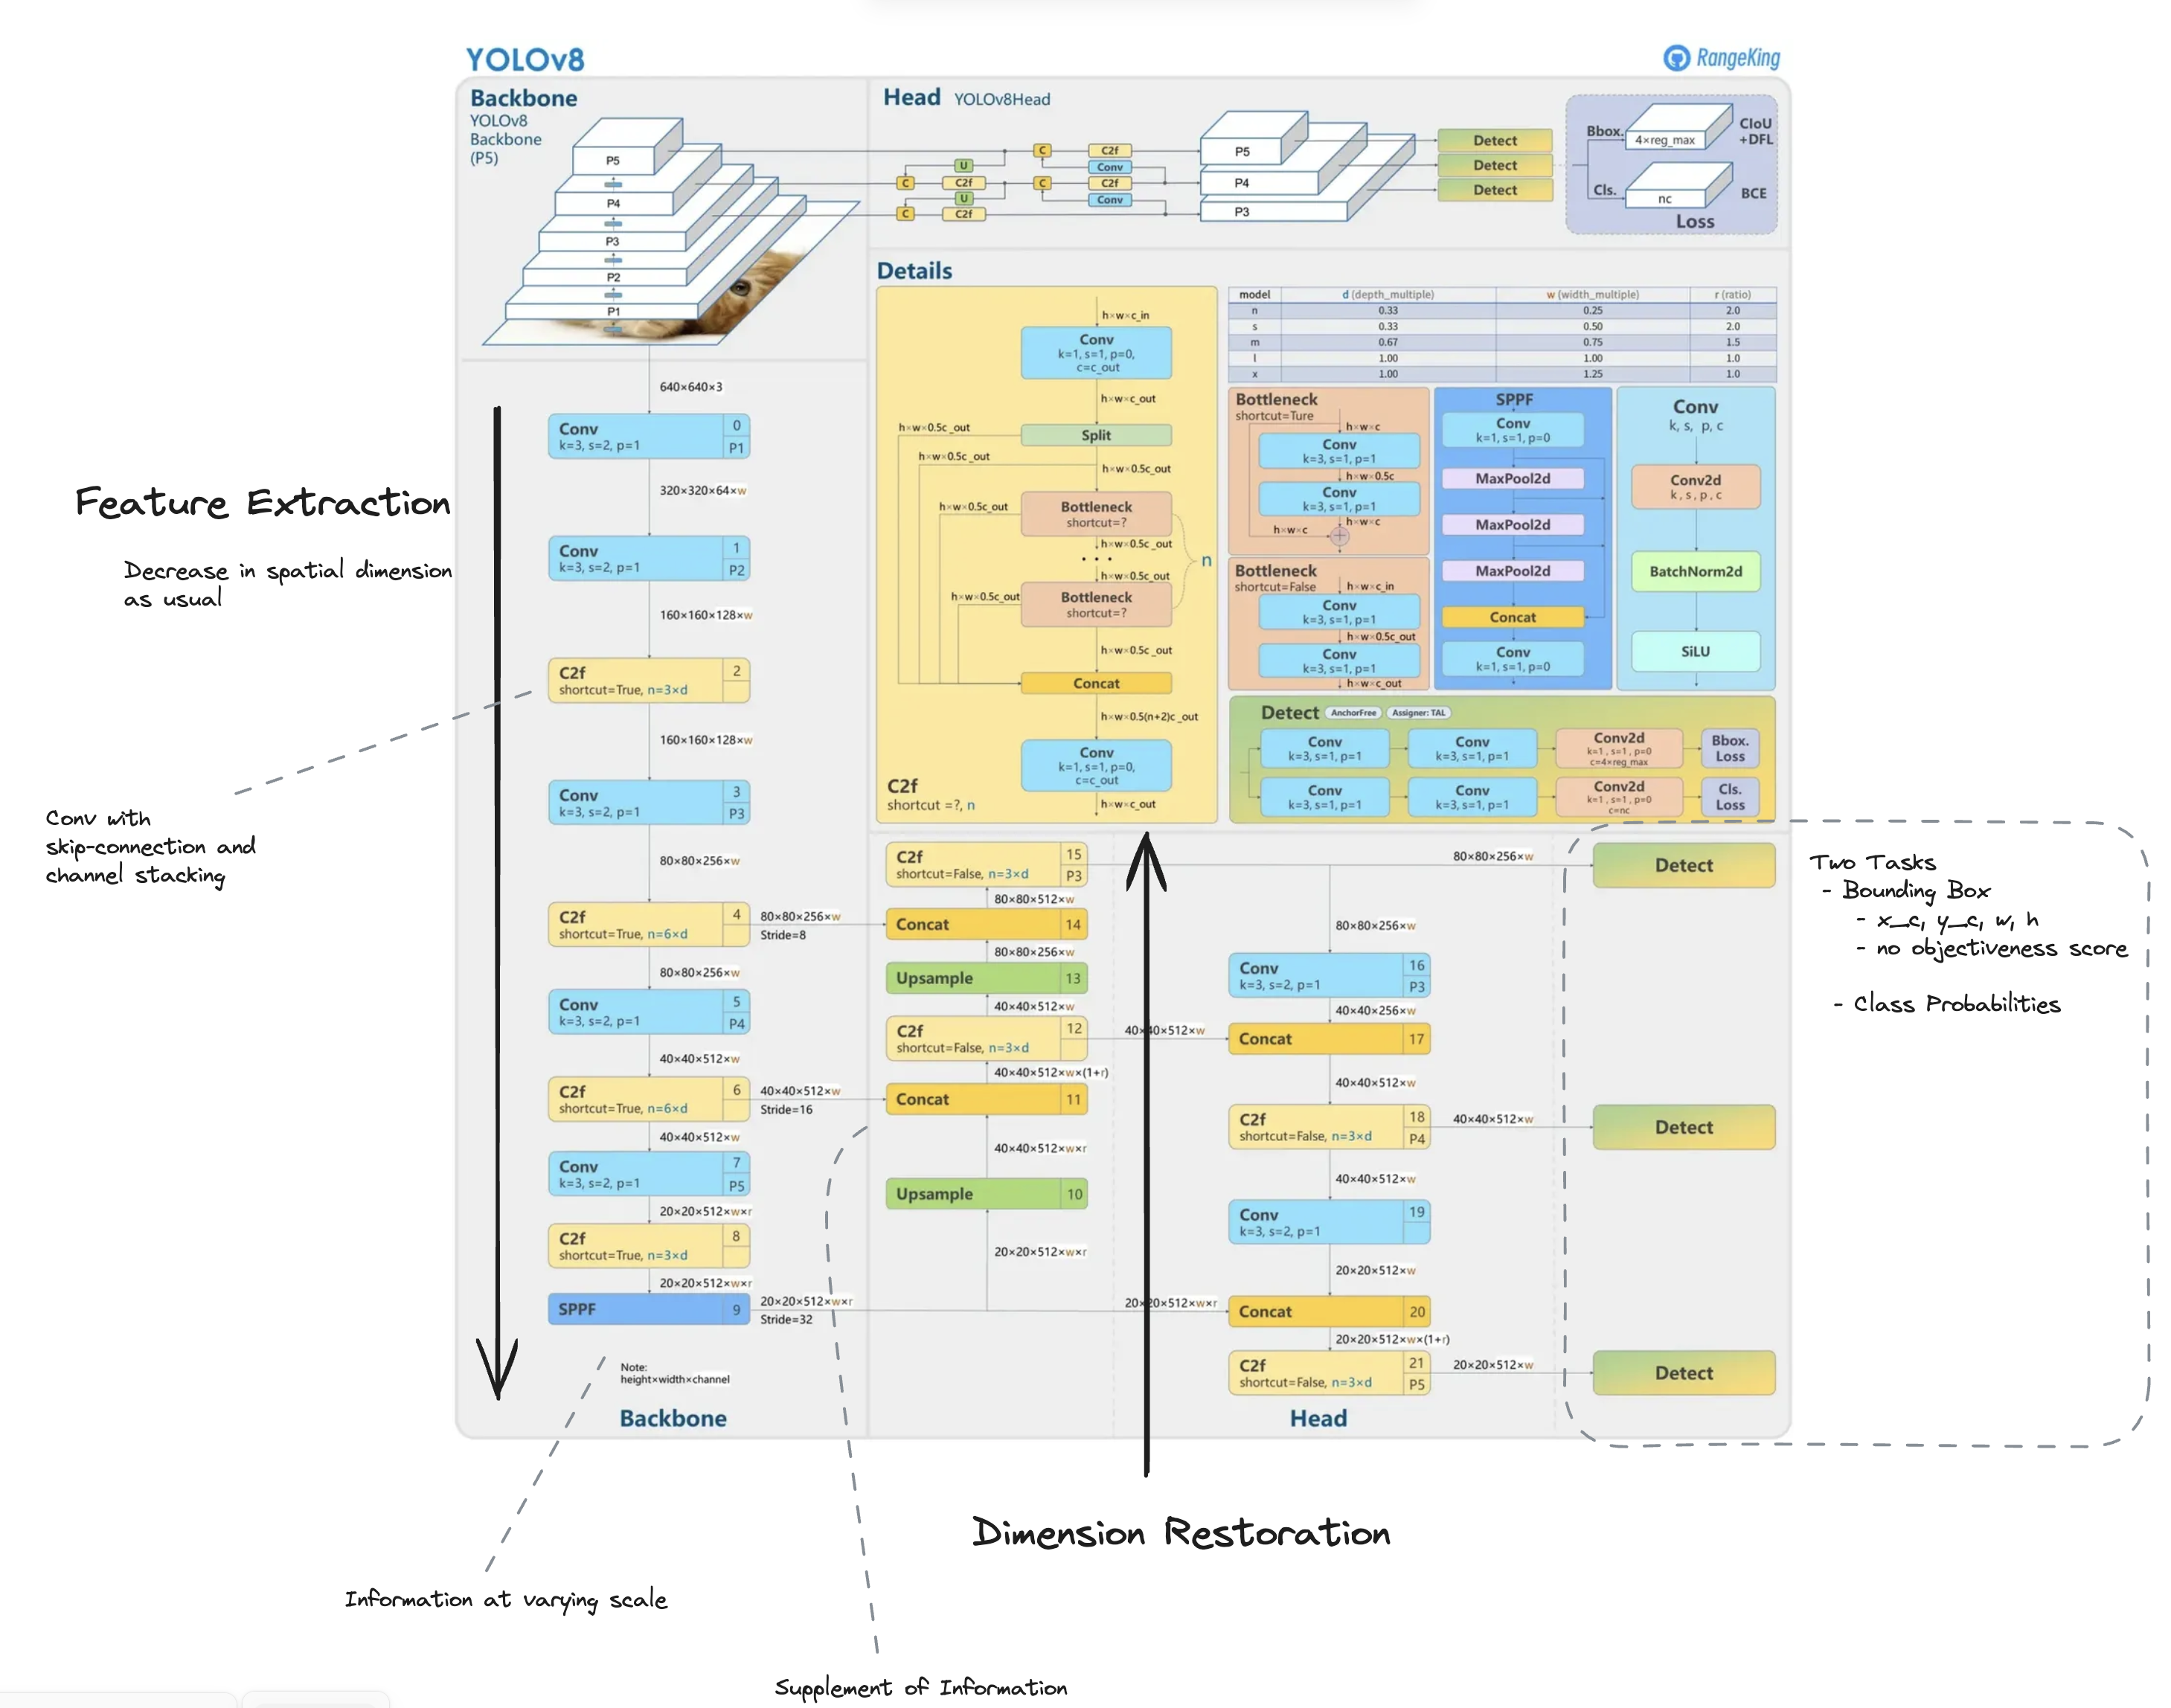 YOLOv8
RangeKing
Backbone
YOLOv8
Backbone
(P5)
P5
P4
P3
P2
P1
Head YOLOv8Head
U
C
C2f
U
C
C2f
C
C2f
Conv
C
C2f
Conv
P5
P4
P3
Detect
Detect
Detect
Bbox.
4×reg_max
CIoU
+DFL
Cls.
nc
BCE
Loss
Details
h×w×c_in
Conv
k=1, s=1, p=0,
c=c_out
h×w×c_out
h×w×0.5c_out
Split
h×w×0.5c_out
h×w×0.5c_out
h×w×0.5c_out
Bottleneck
shortcut=?
h×w×0.5c_out
. . .
n
h×w×0.5c_out
h×w×0.5c_out
Bottleneck
shortcut=?
h×w×0.5c_out
Concat
h×w×0.5(n+2)c_out
Conv
k=1, s=1, p=0,
c=c_out
h×w×c_out
C2f
shortcut =?, n
model d (depth_multiple) w (width_multiple) r (ratio)
n 0.33 0.25 2.0
s 0.33 0.50 2.0
m 0.67 0.75 1.5
l 1.00 1.00 1.0
x 1.00 1.25 1.0
Bottleneck
shortcut=Ture
h×w×c
Conv
k=3, s=1, p=1
h×w×0.5c
Conv
k=3, s=1, p=1
h×w×c
h×w×c
Bottleneck
shortcut=False
h×w×c_in
Conv
k=3, s=1, p=1
h×w×0.5c_out
Conv
k=3, s=1, p=1
h×w×c_out
SPPF
Conv
k=1, s=1, p=0
MaxPool2d
MaxPool2d
MaxPool2d
Concat
Conv
k=1, s=1, p=0
Conv
k, s, p, c
Conv2d
k, s, p, c
BatchNorm2d
SiLU
Detect AnchorFree Assigner: TAL
Conv
k=3, s=1, p=1
Conv
k=3, s=1, p=1
Conv2d
k=1, s=1, p=0
c=4×reg_max
Bbox.
Loss
Conv
k=3, s=1, p=1
Conv
k=3, s=1, p=1
Conv2d
k=1, s=1, p=0
c=nc
Cls.
Loss
640×640×3
Conv
k=3, s=2, p=1
0
P1
320×320×64×w
Conv
k=3, s=2, p=1
1
P2
160×160×128×w
C2f
shortcut=True, n=3×d
2
160×160×128×w
Conv
k=3, s=2, p=1
3
P3
80×80×256×w
C2f
shortcut=True, n=6×d
4
80×80×256×w
Stride=8
80×80×256×w
Conv
k=3, s=2, p=1
5
P4
40×40×512×w
C2f
shortcut=True, n=6×d
6
40×40×512×w
Stride=16
40×40×512×w
Conv
k=3, s=2, p=1
7
P5
20×20×512×w×r
C2f
shortcut=True, n=3×d
8
20×20×512×w×r
SPPF 9
20×20×512×w×r
Stride=32
Note:
height×width×channel
Backbone
C2f
shortcut=False, n=3×d
15
P3
80×80×512×w
Concat 14
80×80×256×w
Upsample 13
40×40×512×w
C2f
shortcut=False, n=3×d
12
40×40×512×w×(1+r)
Concat 11
40×40×512×w×r
Upsample 10
20×20×512×w×r
80×80×256×w
Detect
80×80×256×w
Conv
k=3, s=2, p=1
16
P3
40×40×256×w
40×40×512×w
Concat 17
40×40×512×w
C2f
shortcut=False, n=3×d
18
P4
40×40×512×w
Detect
40×40×512×w
Conv
k=3, s=2, p=1
19
20×20×512×w
20×20×512×w×r
Concat 20
20×20×512×w×(1+r)
C2f
shortcut=False, n=3×d
21
P5
20×20×512×w
Detect
Head
Feature Extraction
Decrease in spatial dimension
as usual
Conv with
skip-connection and
channel stacking
Two Tasks
- Bounding Box
- x_c, y_c, w, h
- no objectiveness score
- Class Probabilities
Dimension Restoration
Information at varying scale
Supplement of Information